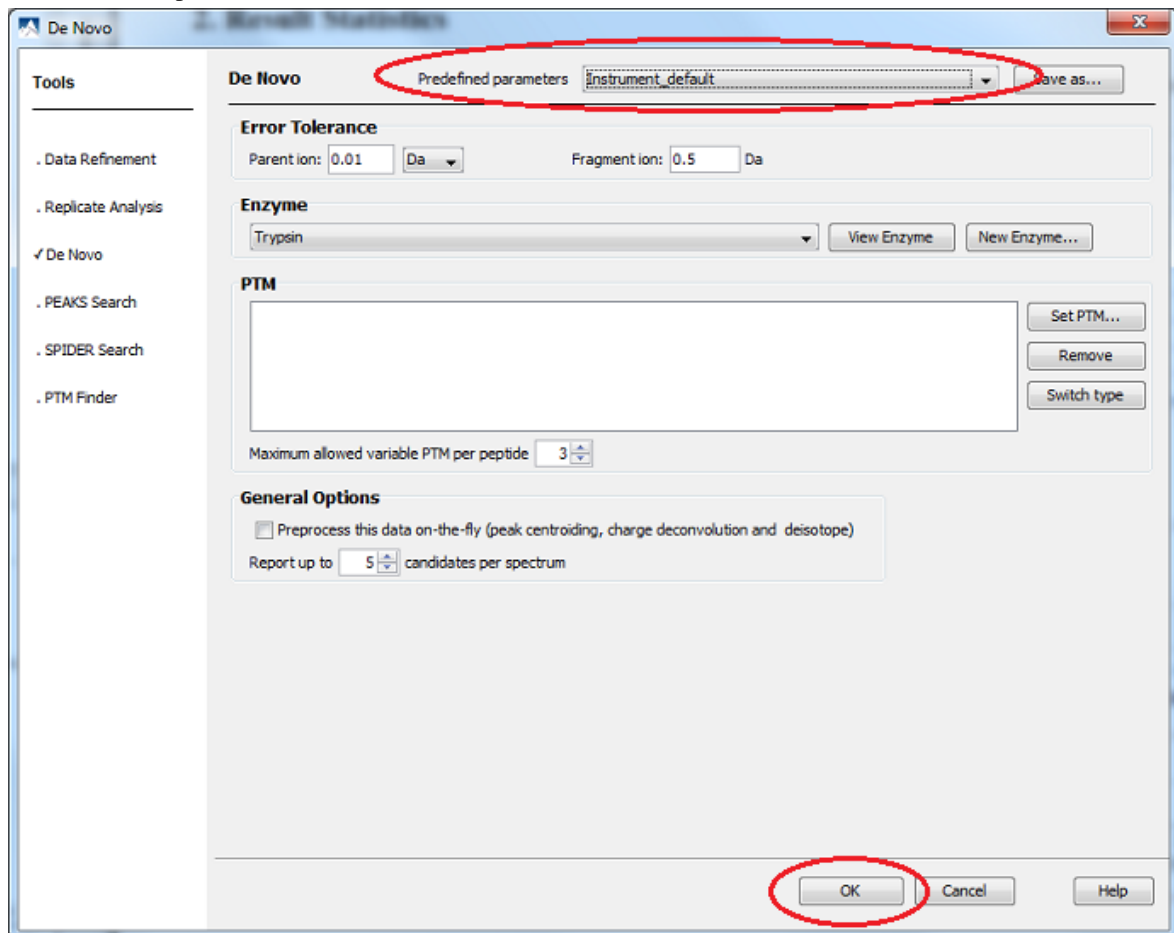 2. Result Statistics
De Novo
Tools
. Data Refinement
. Replicate Analysis
✓ De Novo
. PEAKS Search
. SPIDER Search
. PTM Finder
De Novo Predefined parameters Instrument_default Save as...
Error Tolerance
Parent ion: 0.01 Da Fragment ion: 0.5 Da
Enzyme
Trypsin View Enzyme New Enzyme...
PTM
Set PTM...
Remove
Switch type
Maximum allowed variable PTM per peptide 3
General Options
Preprocess this data on-the-fly (peak centroiding, charge deconvolution and deisotope)
Report up to 5 candidates per spectrum
OK Cancel Help